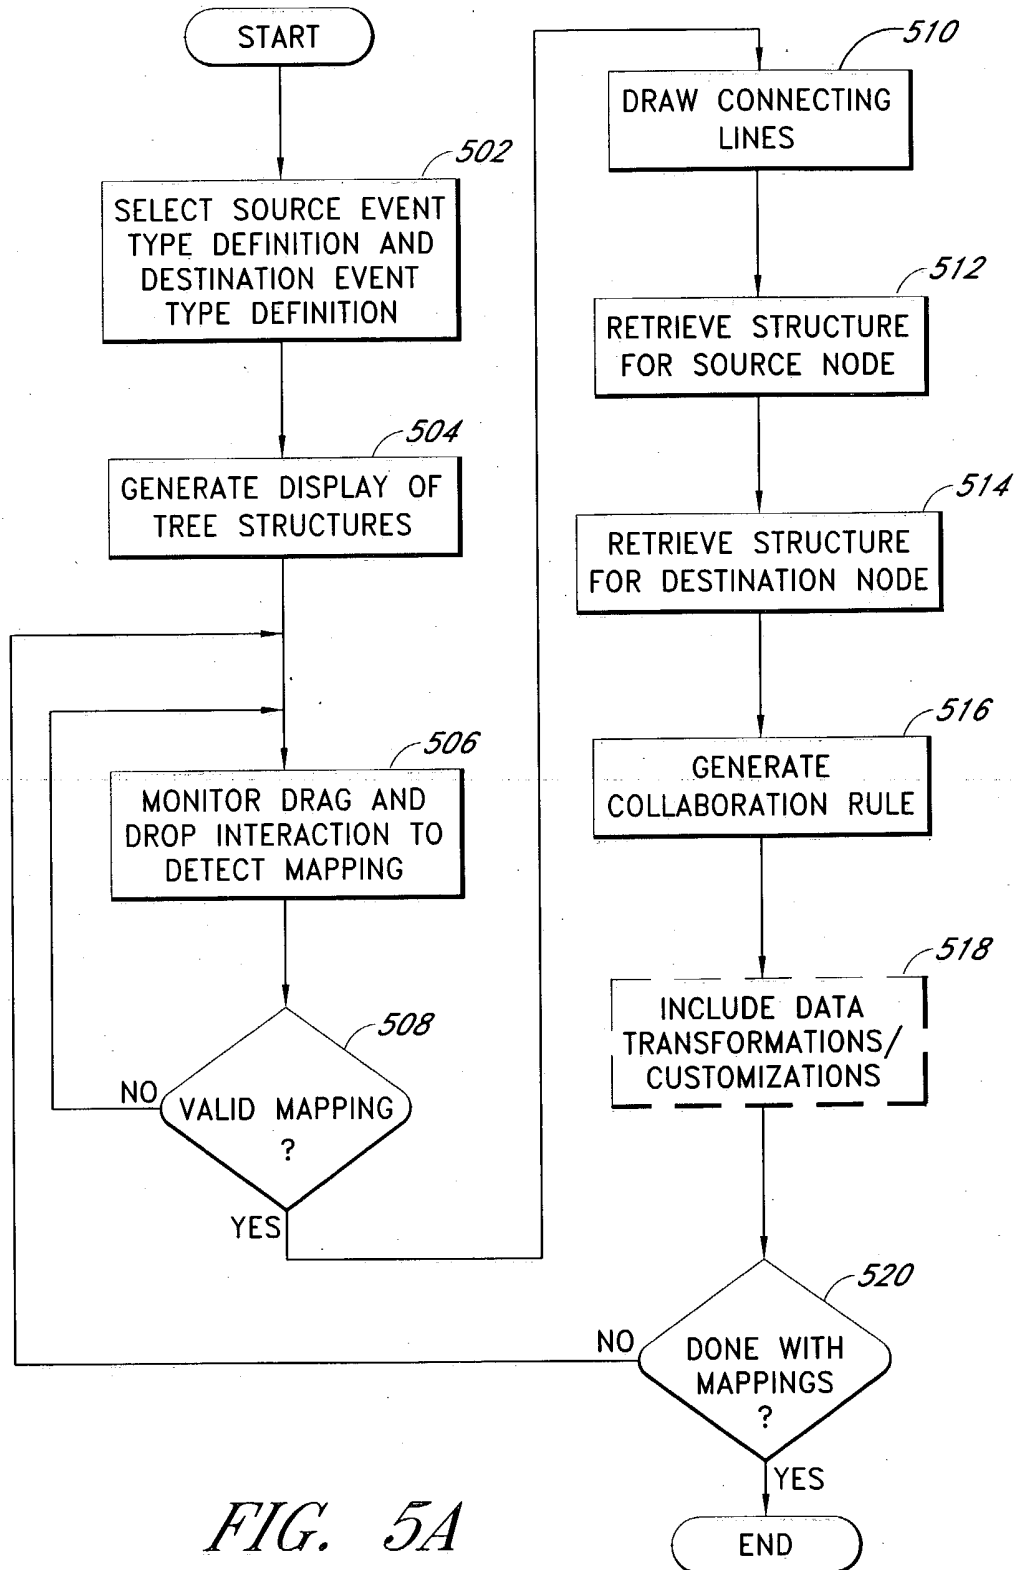 START
502
SELECT SOURCE EVENT
TYPE DEFINITION AND
DESTINATION EVENT
TYPE DEFINITION
504
GENERATE DISPLAY OF
TREE STRUCTURES
506
MONITOR DRAG AND
DROP INTERACTION TO
DETECT MAPPING
508
VALID MAPPING
?
NO
YES
510
DRAW CONNECTING
LINES
512
RETRIEVE STRUCTURE
FOR SOURCE NODE
514
RETRIEVE STRUCTURE
FOR DESTINATION NODE
516
GENERATE
COLLABORATION RULE
518
INCLUDE DATA
TRANSFORMATIONS/
CUSTOMIZATIONS
520
DONE WITH
MAPPINGS
?
NO
YES
END
FIG. 5A